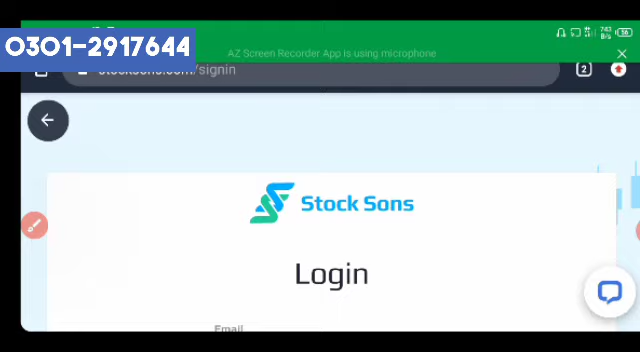 0301-2917644
AZ Screen Recorder App is using microphone
stocksons.com/signin
2
Stock Sons
Login
Email